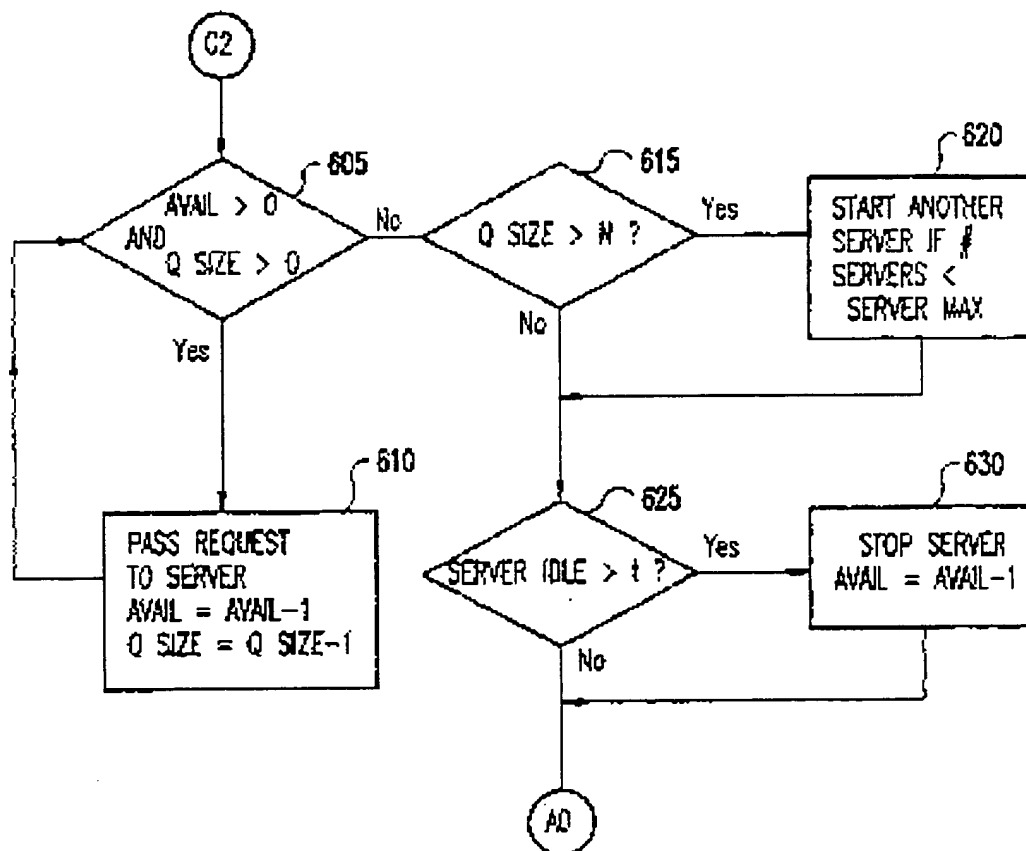 C2
605
AVAIL > 0
AND
Q SIZE > 0
No
Yes
610
PASS REQUEST
TO SERVER
AVAIL = AVAIL-1
Q SIZE = Q SIZE-1
615
Q SIZE > N ?
Yes
No
620
START ANOTHER
SERVER IF #
SERVERS <
SERVER MAX
625
SERVER IDLE > t ?
Yes
No
630
STOP SERVER
AVAIL = AVAIL-1
AD